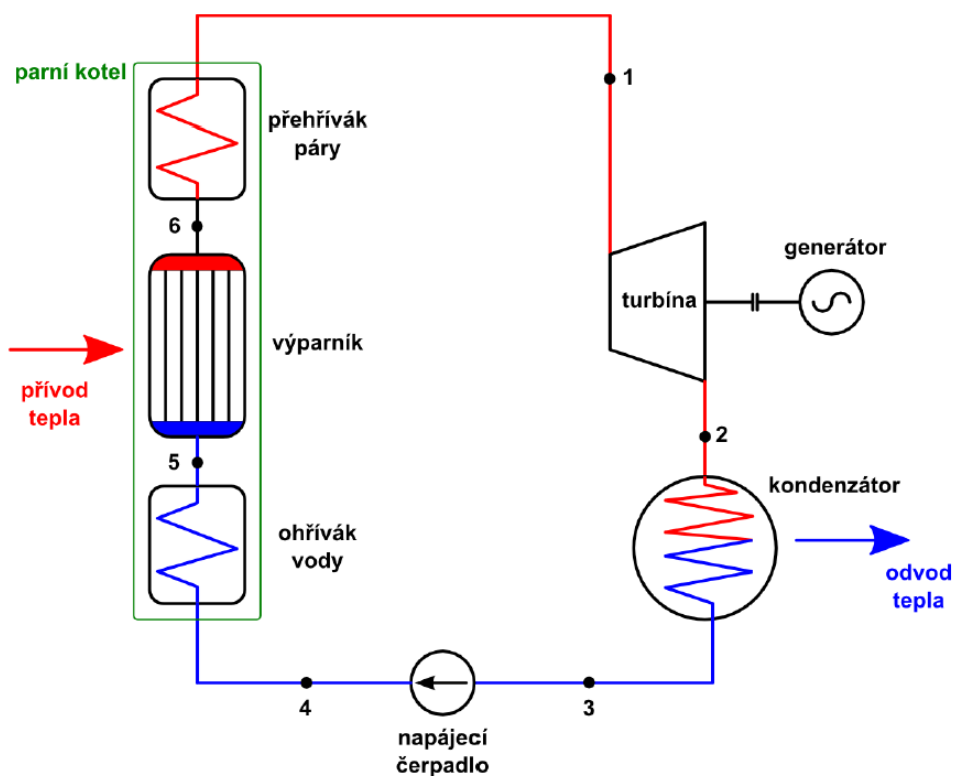 parní kotel
1
přehřívák
páry
6
generátor
turbína
výparník
přívod
tepla
2
5
kondenzátor
ohřívák
vody
odvod
tepla
4
3
napájecí
čerpadlo